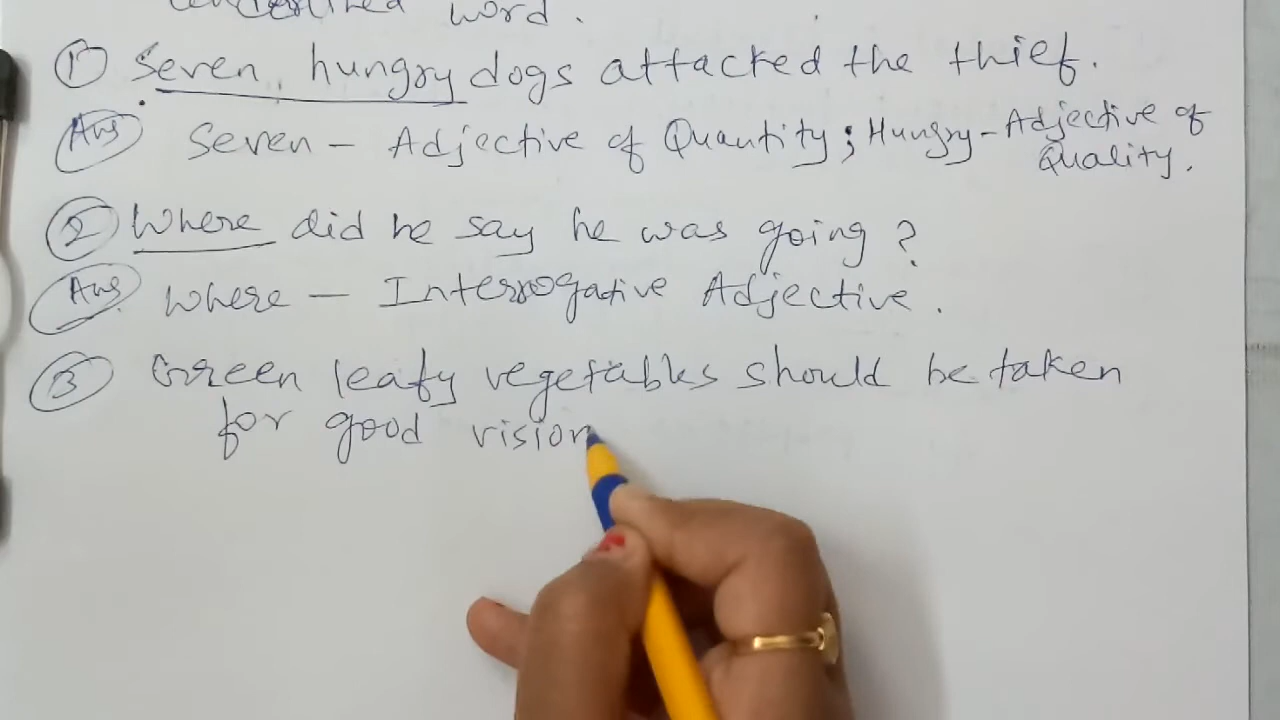 underlined word.
① Seven, hungry dogs attacked the thief.
Ans Seven - Adjective of Quantity; Hungry - Adjective of
Quality.
② Where did he say he was going?
Ans Where - Interrogative Adjective.
③ Green leafy vegetables should be taken
for good vision